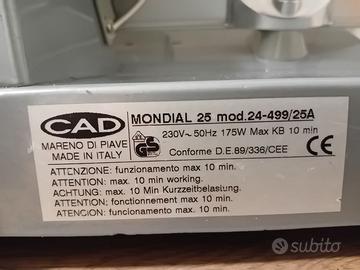 CAD
MARENO DI PIAVE
MADE IN ITALY
MONDIAL 25 mod.24-499/25A
230V~50Hz 175W Max KB 10 min
Conforme D.E.89/336/CEE
CE
ATTENZIONE: funzionamento max 10 min.
ATTENTION: max. 10 min working.
ACHTUNG: max. 10 Min Kurzzeitbelasung.
ATTENTION; fonctionnement max 10 min.
ATENCION: funcionamento max. 10 min.
subito